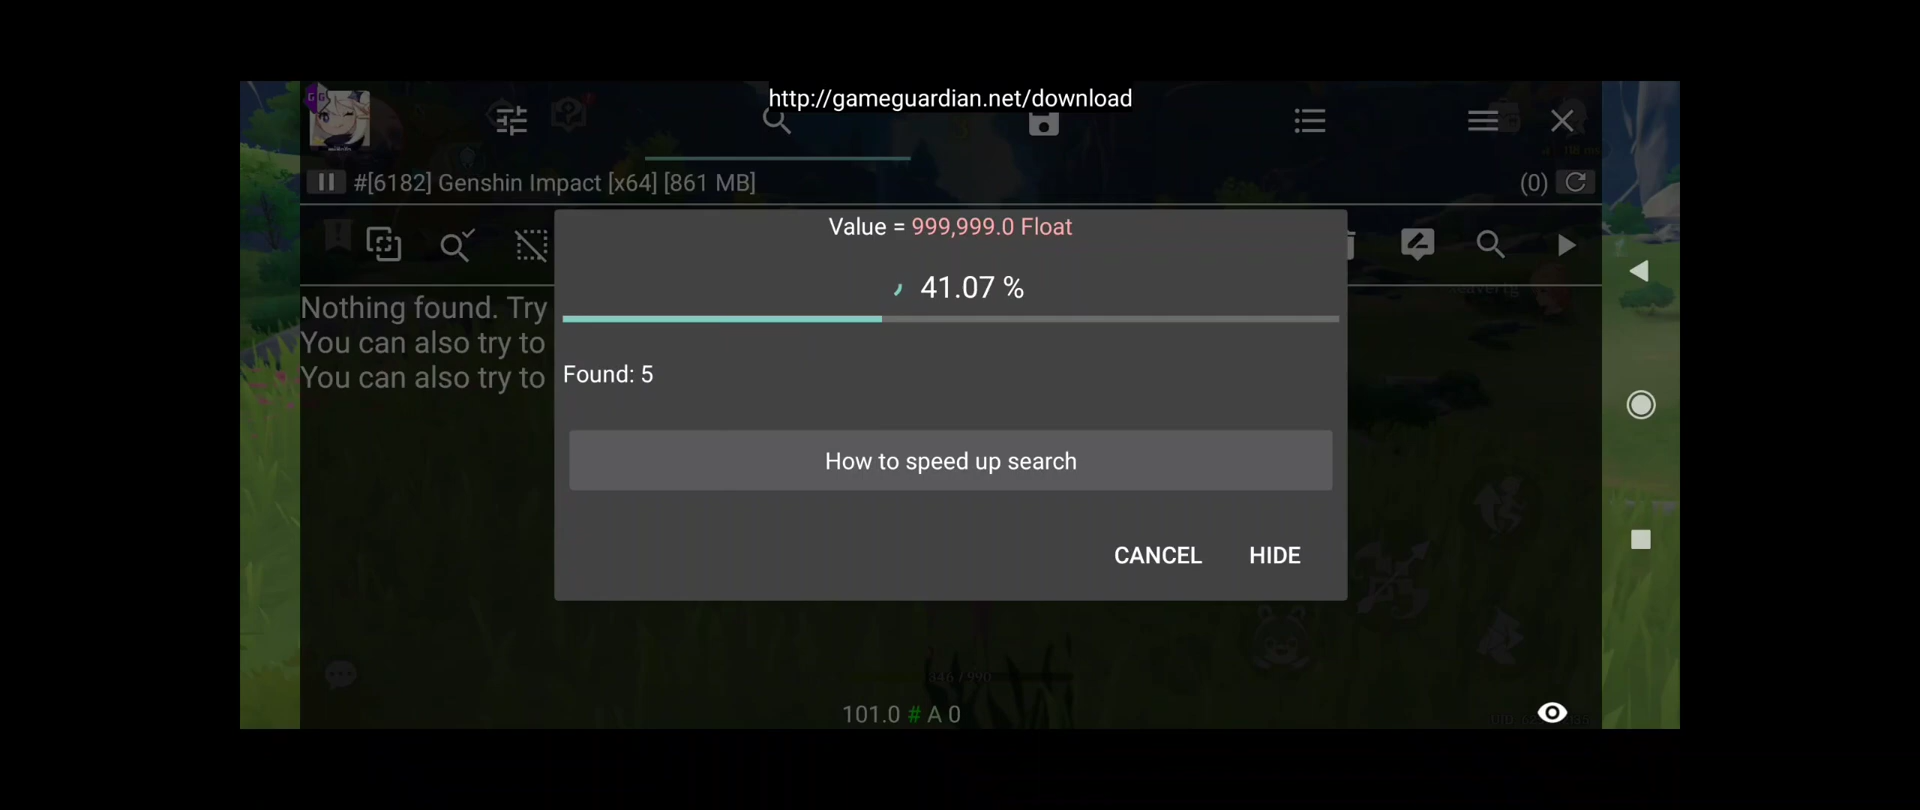 http://gameguardian.net/download
#[6182] Genshin Impact [x64] [861 MB]
(0)
Value = 999,999.0 Float
41.07 %
Nothing found. Try
You can also try to
You can also try to
Found: 5
How to speed up search
CANCEL HIDE
846 / 990
101.0 # A 0